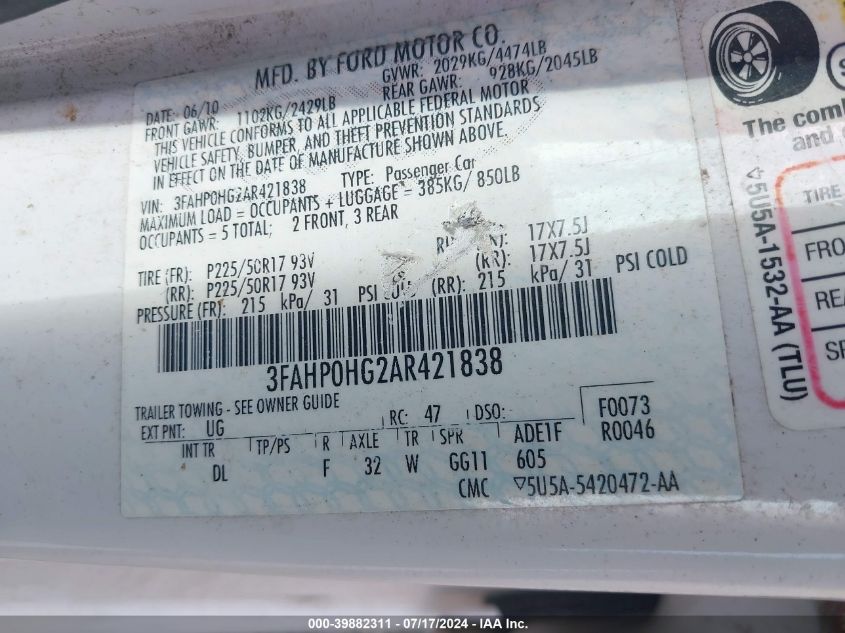 MFD. BY FORD MOTOR CO.
DATE: 06/10 GVWR: 2029KG/4474LB
FRONT GAWR: 1102KG/2429LB REAR GAWR: 928KG/2045LB
THIS VEHICLE CONFORMS TO ALL APPLICABLE FEDERAL MOTOR
VEHICLE SAFETY, BUMPER, AND THEFT PREVENTION STANDARDS
IN EFFECT ON THE DATE OF MANUFACTURE SHOWN ABOVE.
VIN: 3FAHP0HG2AR421838 TYPE: Passenger Car
MAXIMUM LOAD = OCCUPANTS + LUGGAGE = 385KG/ 850LB
OCCUPANTS = 5 TOTAL; 2 FRONT, 3 REAR
TIRE (FR): P225/50R17 93V 17X7.5J
(RR): P225/50R17 93V (RR): 17X7.5J
PRESSURE (FR): 215 kPa/ 31 PSI COLD (RR): 215 kPa/ 31 PSI COLD
3FAHP0HG2AR421838
TRAILER TOWING - SEE OWNER GUIDE
EXT PNT: UG RC: 47 DSO: F0073
INT TR TP/PS R AXLE TR SPR ADE1F R0046
DL F 32 W GG11 605
CMC ▽5U5A-5420472-AA
The comb
and
▽5U5A-1532-AA (TLU)
TIRE
FRO
REA
SP
000-39882311 / 07/17/2024 / IAA Inc.